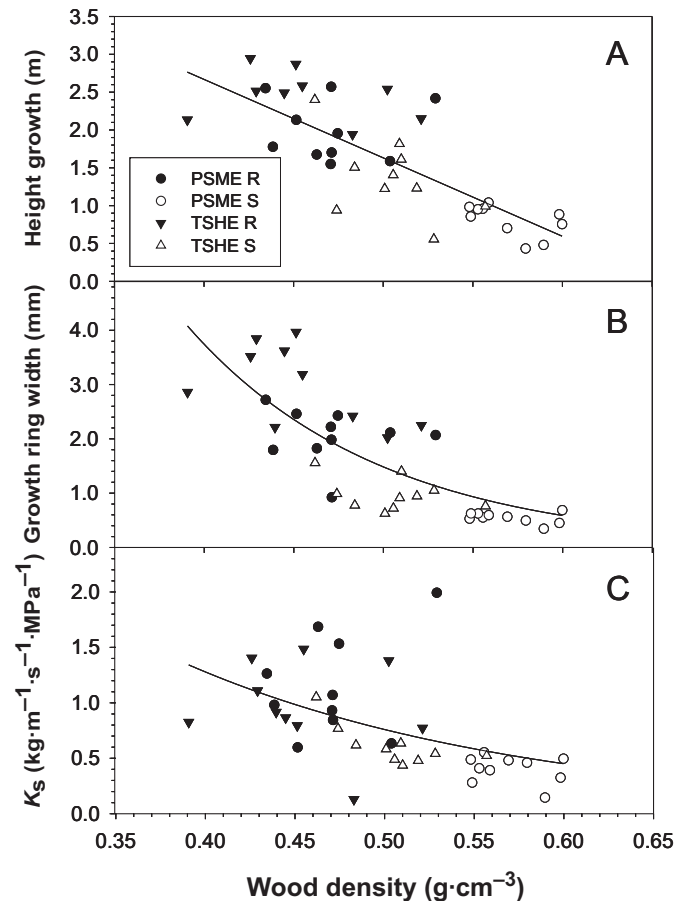 Height growth (m)
3.5
3.0
2.5
2.0
1.5
1.0
0.5
0.0
A
PSME R
PSME S
TSHE R
TSHE S
Growth ring width (mm)
4.0
3.0
2.0
1.0
0.0
B
Ks (kg·m⁻¹·s⁻¹·MPa⁻¹)
2.0
1.5
1.0
0.5
0.0
C
0.35 0.40 0.45 0.50 0.55 0.60 0.65
Wood density (g·cm⁻³)